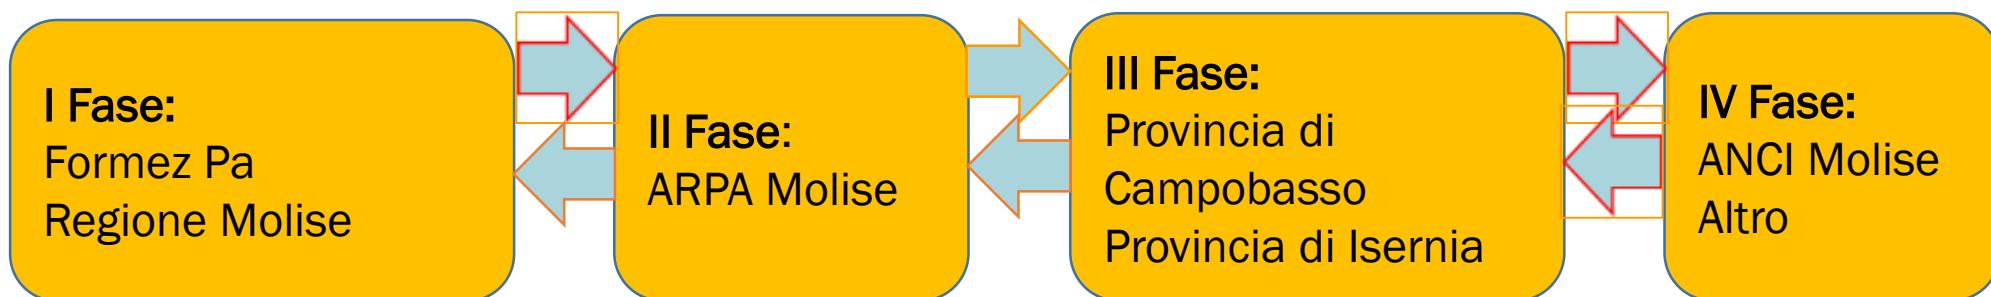 I Fase:
Formez Pa
Regione Molise
II Fase:
ARPA Molise
III Fase:
Provincia di
Campobasso
Provincia di Isernia
IV Fase:
ANCI Molise
Altro